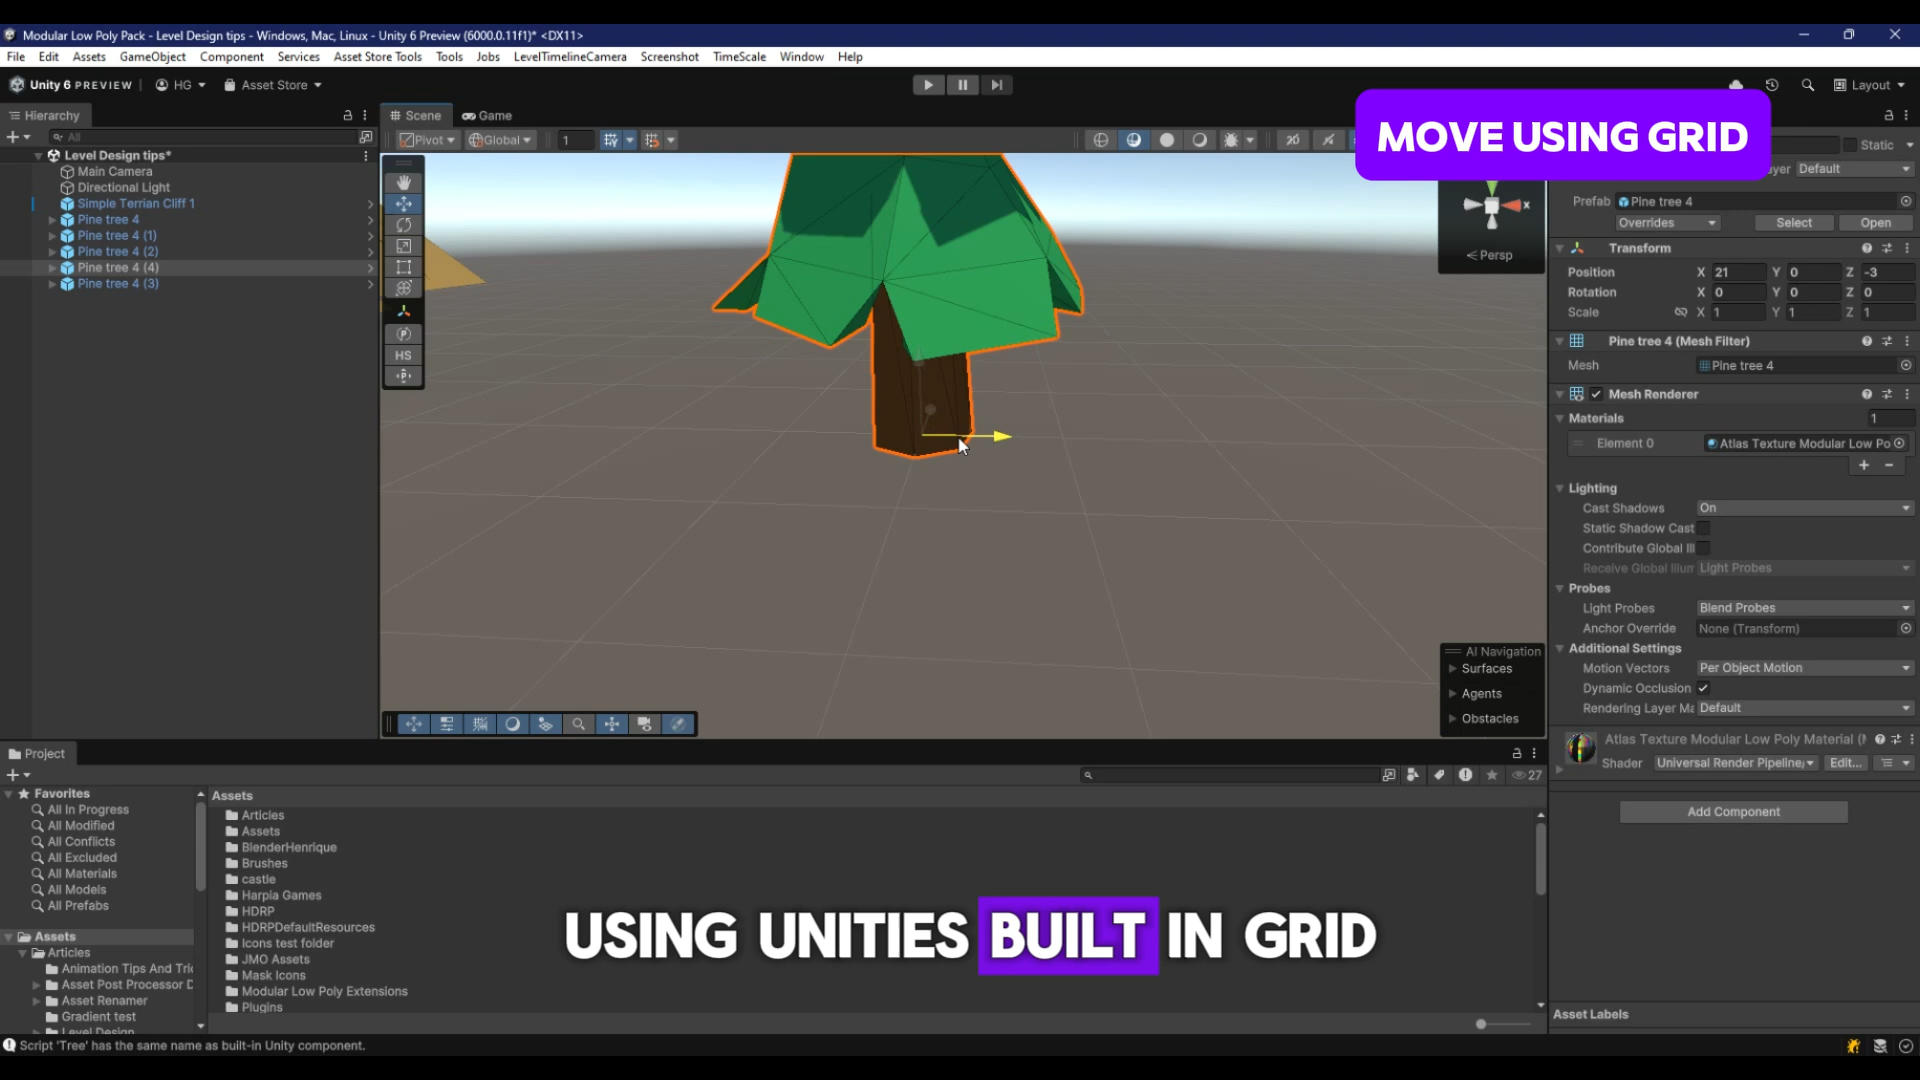 Modular Low Poly Pack - Level Design tips - Windows, Mac, Linux - Unity 6 Preview (6000.0.11f1)* <DX11>
File Edit Assets GameObject Component Services Asset Store Tools Tools Jobs LevelTimelineCamera Screenshot TimeScale Window Help
Unity 6 PREVIEW HG Asset Store Layout
Hierarchy Scene Game
All Pivot Global 1 2D
MOVE USING GRID
Static
Level Design tips*
Main Camera
Directional Light
Simple Terrian Cliff 1
Pine tree 4
Pine tree 4 (1)
Pine tree 4 (2)
Pine tree 4 (4)
Pine tree 4 (3)
HS
x
< Persp
AI Navigation
Surfaces
Agents
Obstacles
yer Default
Prefab Pine tree 4
Overrides Select Open
Transform
Position X 21 Y 0 Z -3
Rotation X 0 Y 0 Z 0
Scale X 1 Y 1 Z 1
Pine tree 4 (Mesh Filter)
Mesh Pine tree 4
Mesh Renderer
Materials 1
Element 0 Atlas Texture Modular Low Po
Lighting
Cast Shadows On
Static Shadow Cast
Contribute Global Ill
Receive Global Illum Light Probes
Probes
Light Probes Blend Probes
Anchor Override None (Transform)
Additional Settings
Motion Vectors Per Object Motion
Dynamic Occlusion
Rendering Layer Ma Default
Atlas Texture Modular Low Poly Material (
Shader Universal Render Pipeline/ Edit...
Add Component
Asset Labels
Project
27
Favorites
All In Progress
All Modified
All Conflicts
All Excluded
All Materials
All Models
All Prefabs
Assets
Articles
Animation Tips And Tri
Asset Post Processor D
Asset Renamer
Gradient test
Level Design
Assets
Articles
Assets
BlenderHenrique
Brushes
castle
Harpia Games
HDRP
HDRPDefaultResources
Icons test folder
JMO Assets
Mask Icons
Modular Low Poly Extensions
Plugins
USING UNITIES BUILT IN GRID
Script 'Tree' has the same name as built-in Unity component.